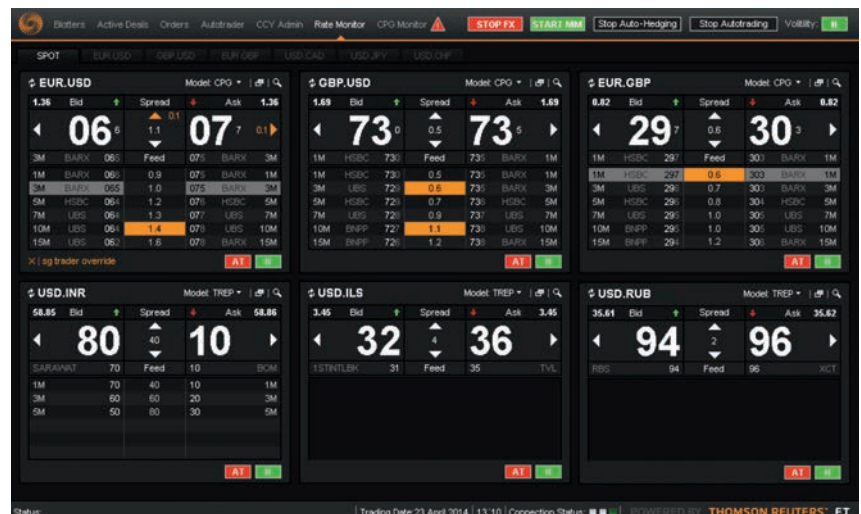 Blotters Active Deals Orders Autotrader CCY Admin Rate Monitor CPG Monitor STOP FX START MM Stop Auto-Hedging Stop Autotrading Voltility: H
SPOT EUR.USD GBP.USD EUR.GBP USD.CAD USD.JPY USD.CHF
EUR.USD Model: CPG
1.36 Bid Spread Ask 1.36
0.1
06 6 1.1 07 7 0.1
3M BARX 065 Feed 075 BARX 3M
1M BARX 066 0.9 075 BARX 1M
3M BARX 065 1.0 075 BARX 3M
5M HSBC 064 1.2 076 HSBC 5M
7M UBS 064 1.3 077 UBS 7M
10M UBS 064 1.4 078 UBS 10M
15M UBS 062 1.6 078 BARX 15M
X | sg trader override AT H
GBP.USD Model: CPG
1.69 Bid Spread Ask 1.69
73 0 0.5 73 5
1M HSBC 730 Feed 735 BARX 1M
1M HSBC 730 0.5 735 BARX 1M
3M UBS 729 0.6 735 BARX 3M
5M UBS 729 0.7 736 BARX 5M
7M UBS 728 0.9 737 UBS 7M
10M BNPP 727 1.1 738 UBS 10M
15M BNPP 726 1.2 738 BARX 15M
AT H
EUR.GBP Model: CPG
0.82 Bid Spread Ask 0.82
29 7 0.6 30 3
1M HSBC 297 Feed 303 BARX 1M
1M HSBC 297 0.6 303 BARX 1M
3M UBS 296 0.7 303 BARX 3M
5M HSBC 296 0.8 304 HSBC 5M
7M UBS 295 1.0 305 UBS 7M
10M BNPP 295 1.0 305 UBS 10M
15M BNPP 294 1.2 306 BARX 15M
AT H
USD.INR Model: TREP
58.85 Bid Spread Ask 58.86
80 40 10
SARAWAT 70 Feed 10 BOM
1M 70 40 10 1M
3M 60 60 20 3M
5M 50 80 30 5M
AT H
USD.ILS Model: TREP
3.45 Bid Spread Ask 3.45
32 4 36
1STINTLBK 31 Feed 35 TVL
AT H
USD.RUB Model: TREP
35.61 Bid Spread Ask 35.62
94 2 96
RBS 94 Feed 96 XCT
AT H
Status: Trading Date:23 April 2014 | 13:10 | Connection Status: POWERED BY THOMSON REUTERS' ET